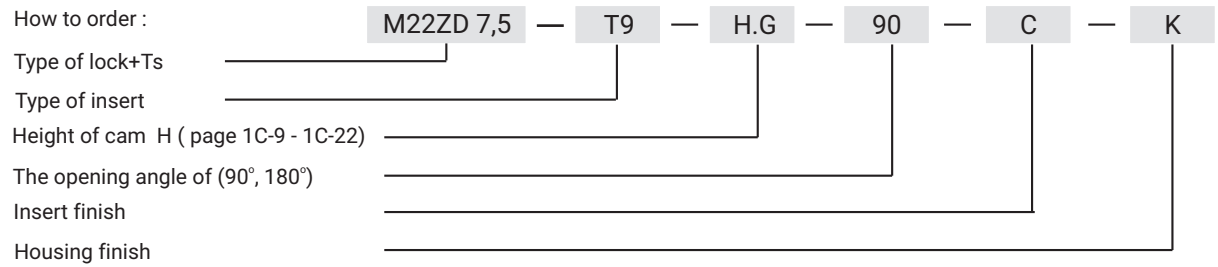 How to order : M22ZD 7,5 — T9 — H.G — 90 — C — K
Type of lock+Ts
Type of insert
Height of cam H ( page 1C-9 - 1C-22)
The opening angle of (90°, 180°)
Insert finish
Housing finish